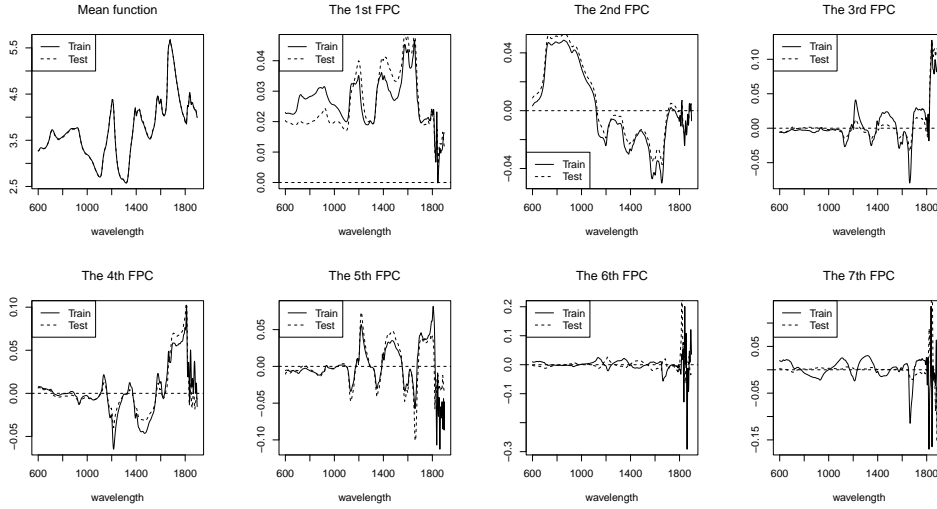 Mean function
The 1st FPC
The 2nd FPC
The 3rd FPC
Train
Test
Train
Test
Train
Test
Train
Test
2.5 3.5 4.5 5.5
0.00 0.01 0.02 0.03 0.04
-0.04 0.00 0.04
-0.05 0.00 0.05 0.10
600 1000 1400 1800
600 1000 1400 1800
600 1000 1400 1800
600 1000 1400 1800
wavelength
wavelength
wavelength
wavelength
The 4th FPC
The 5th FPC
The 6th FPC
The 7th FPC
Train
Test
Train
Test
Train
Test
Train
Test
-0.05 0.00 0.05 0.10
-0.10 -0.05 0.00 0.05
-0.3 -0.1 0.0 0.1 0.2
-0.15 -0.05 0.05
600 1000 1400 1800
600 1000 1400 1800
600 1000 1400 1800
600 1000 1400 1800
wavelength
wavelength
wavelength
wavelength